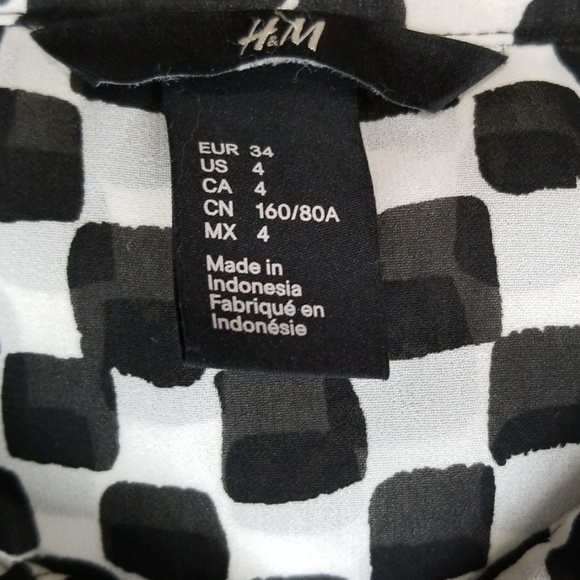 H&M
EUR 34
US 4
CA 4
CN 160/80A
MX 4
Made in
Indonesia
Fabriqué en
Indonésie